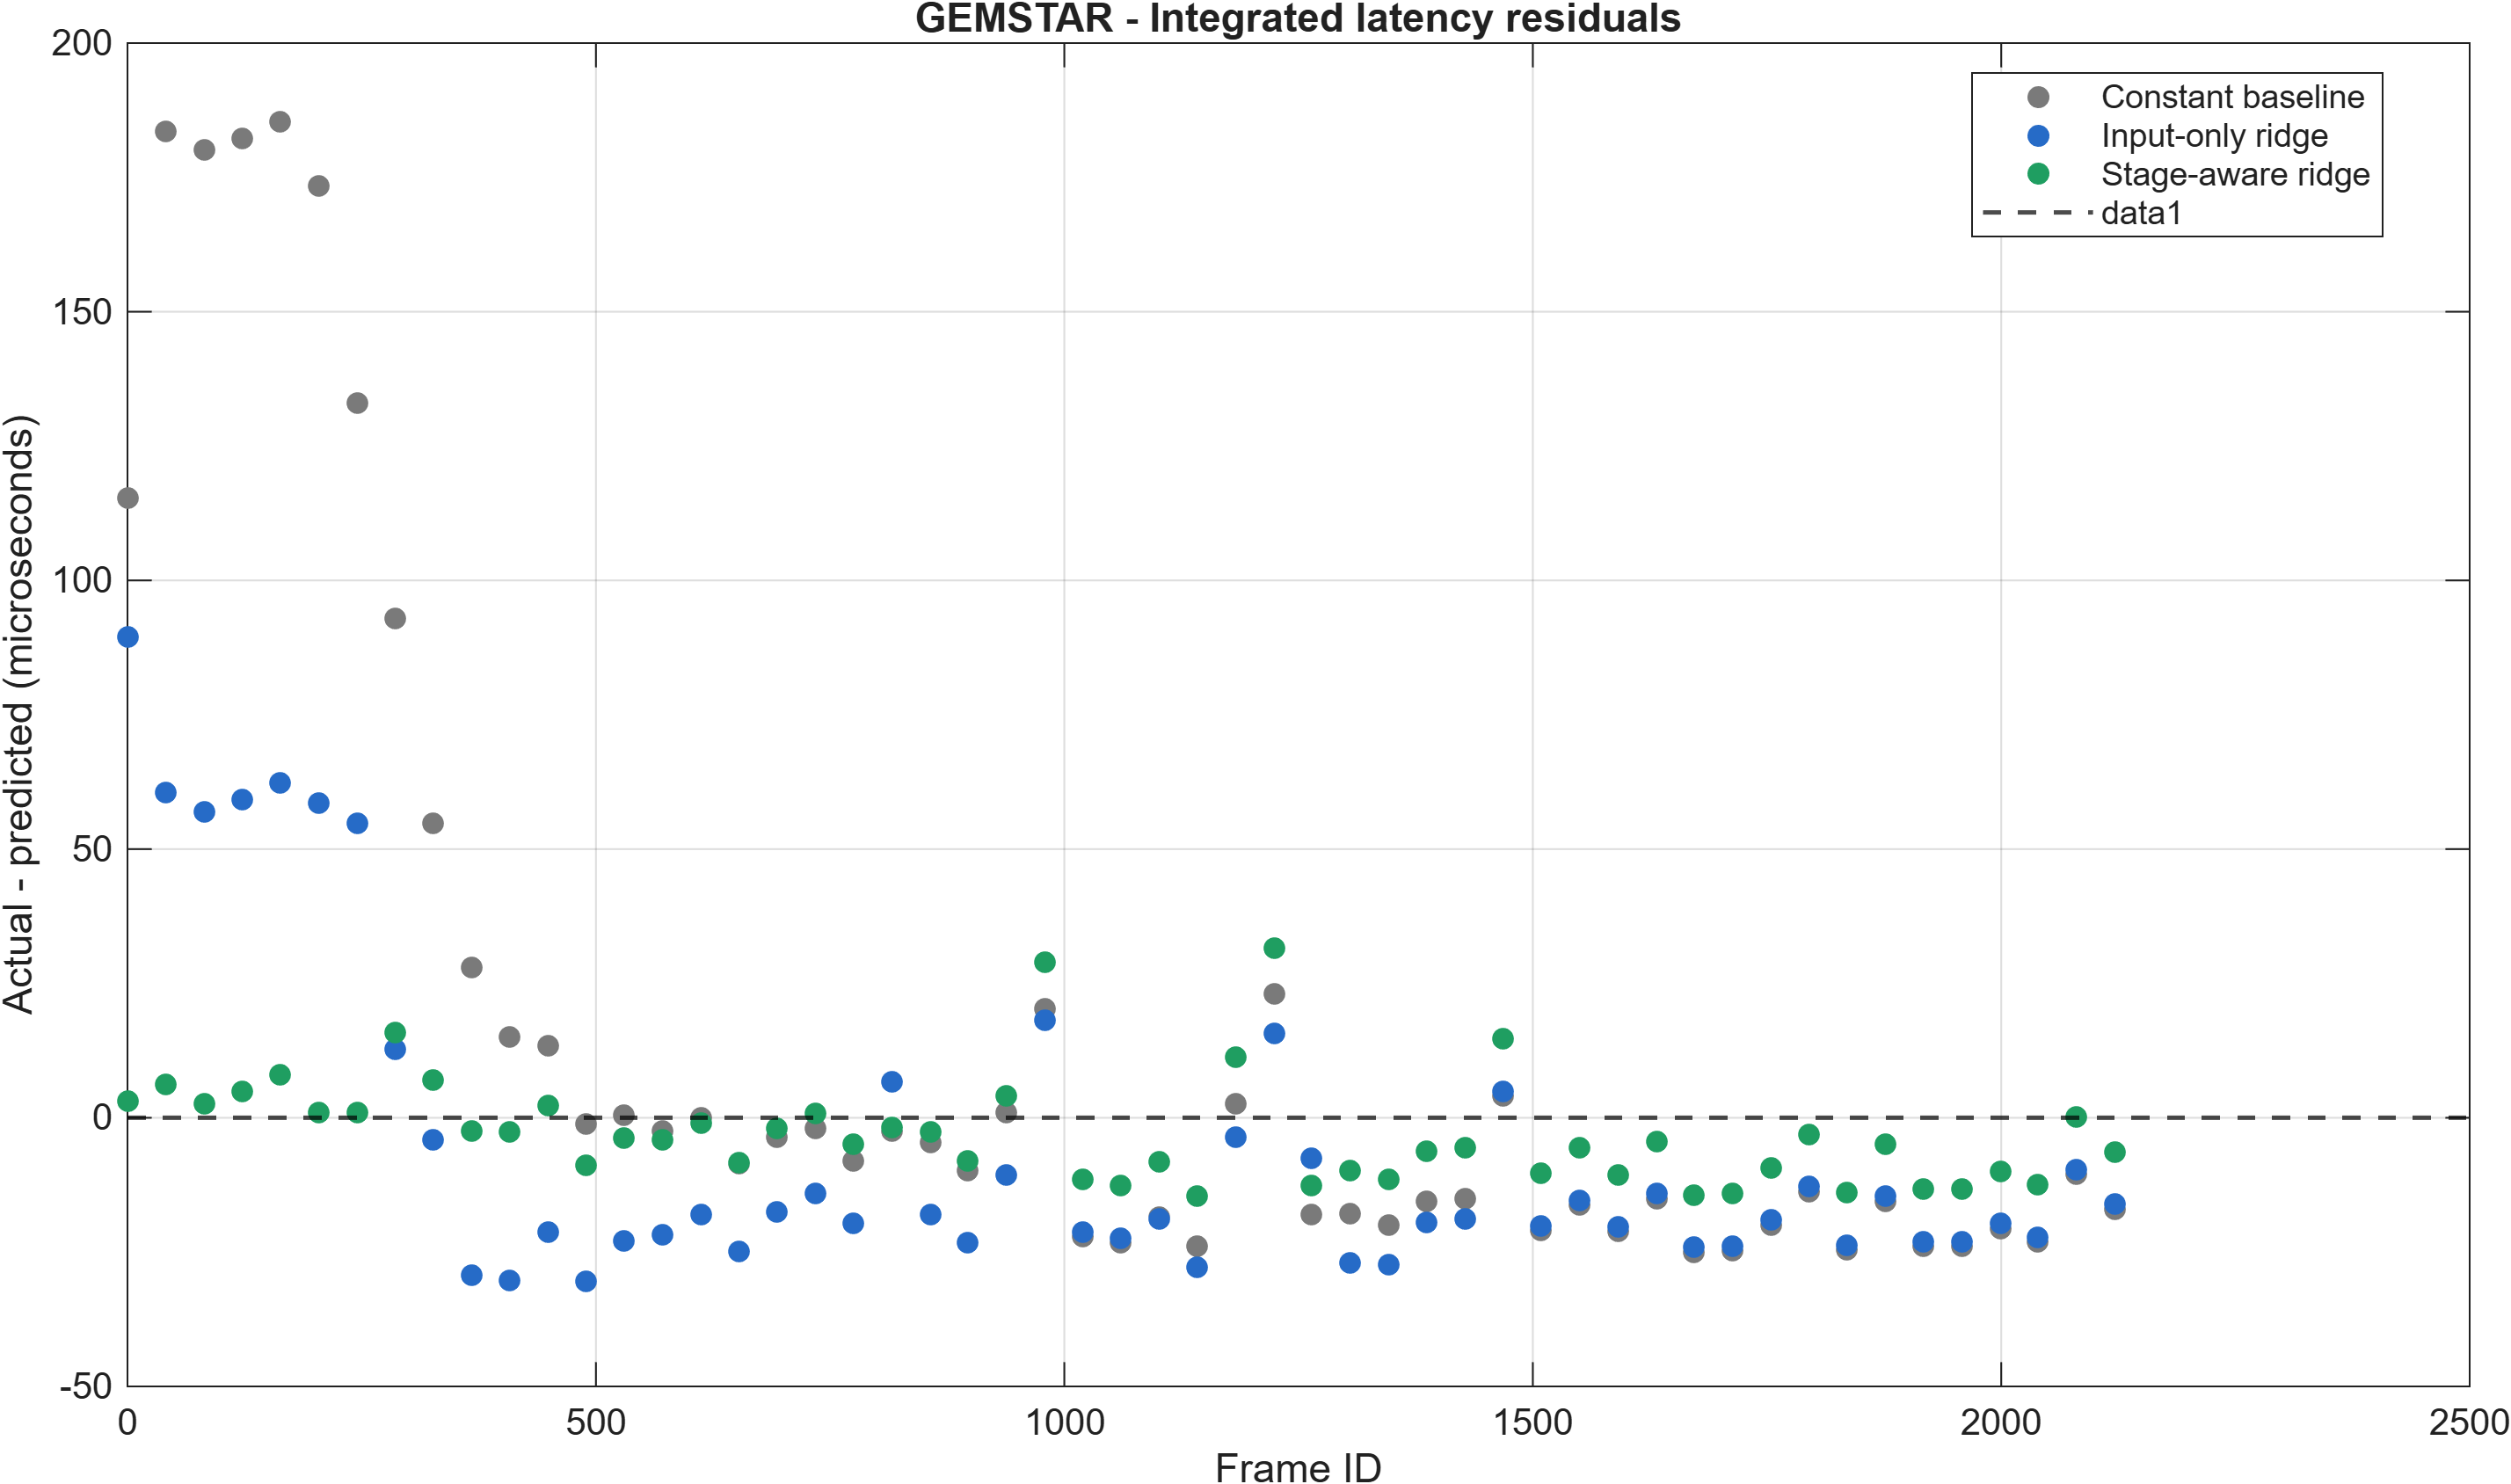 GEMSTAR - Integrated latency residuals
200
150
100
50
0
-50
Actual - predicted (microseconds)
Constant baseline
Input-only ridge
Stage-aware ridge
data1
0
500
1000
1500
2000
2500
Frame ID